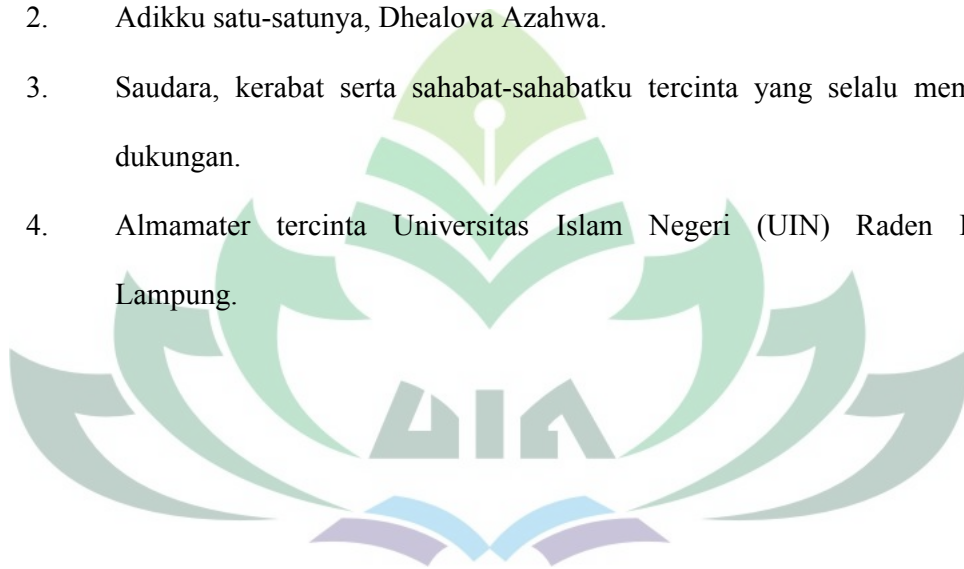 2. Adikku satu-satunya, Dhealova Azahwa.
3. Saudara, kerabat serta sahabat-sahabatku tercinta yang selalu men
dukungan.
4. Almamater tercinta Universitas Islam Negeri (UIN) Raden
Lampung.
UIN